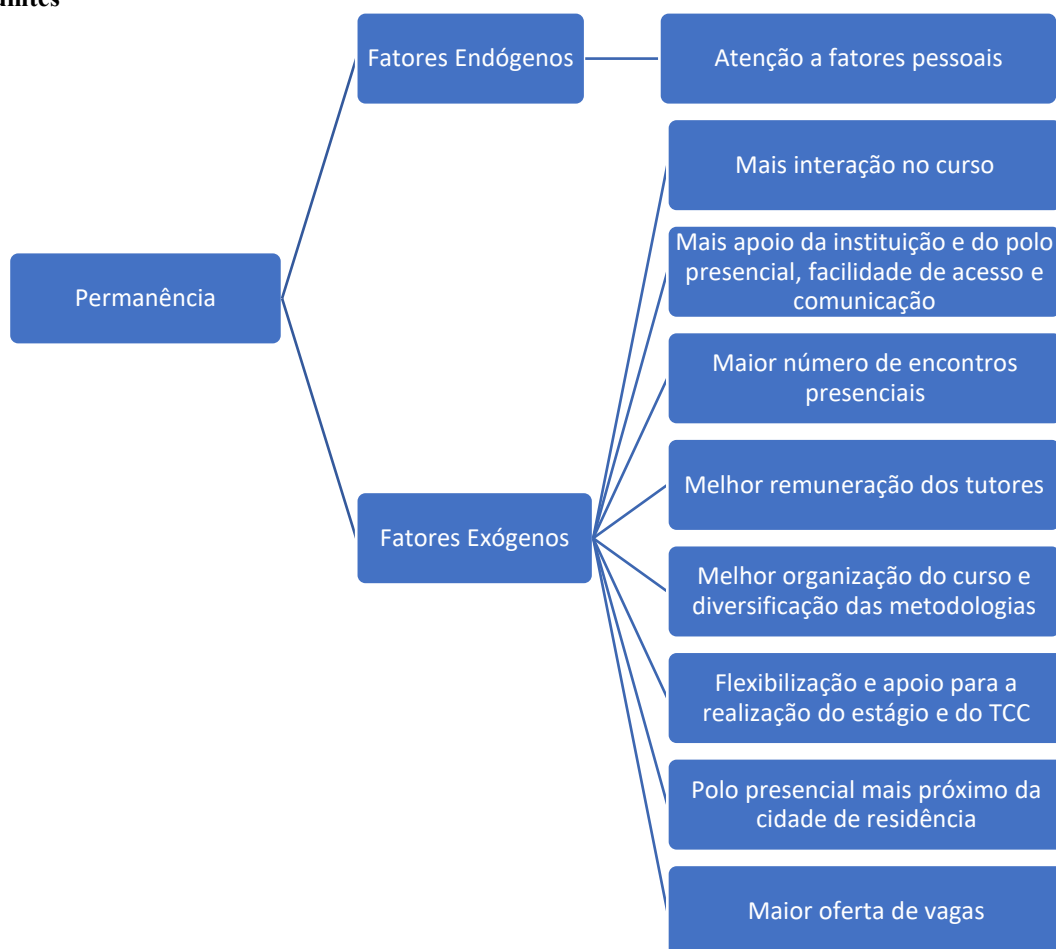 Fatores Endógenos
Atenção a fatores pessoais
Mais interação no curso
Mais apoio da instituição e do polo
presencial, facilidade de acesso e
comunicação
Permanência
Maior número de encontros
presenciais
Melhor remuneração dos tutores
Fatores Exógenos
Melhor organização do curso e
diversificação das metodologias
Flexibilização e apoio para a
realização do estágio e do TCC
Polo presencial mais próximo da
cidade de residência
Maior oferta de vagas